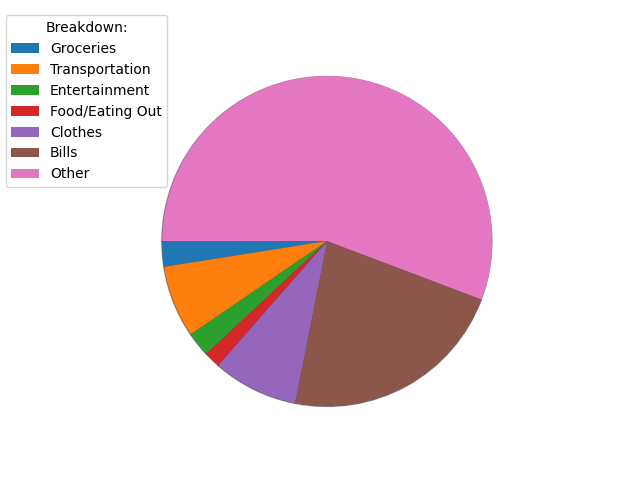 Breakdown:
Groceries
Transportation
Entertainment
Food/Eating Out
Clothes
Bills
Other